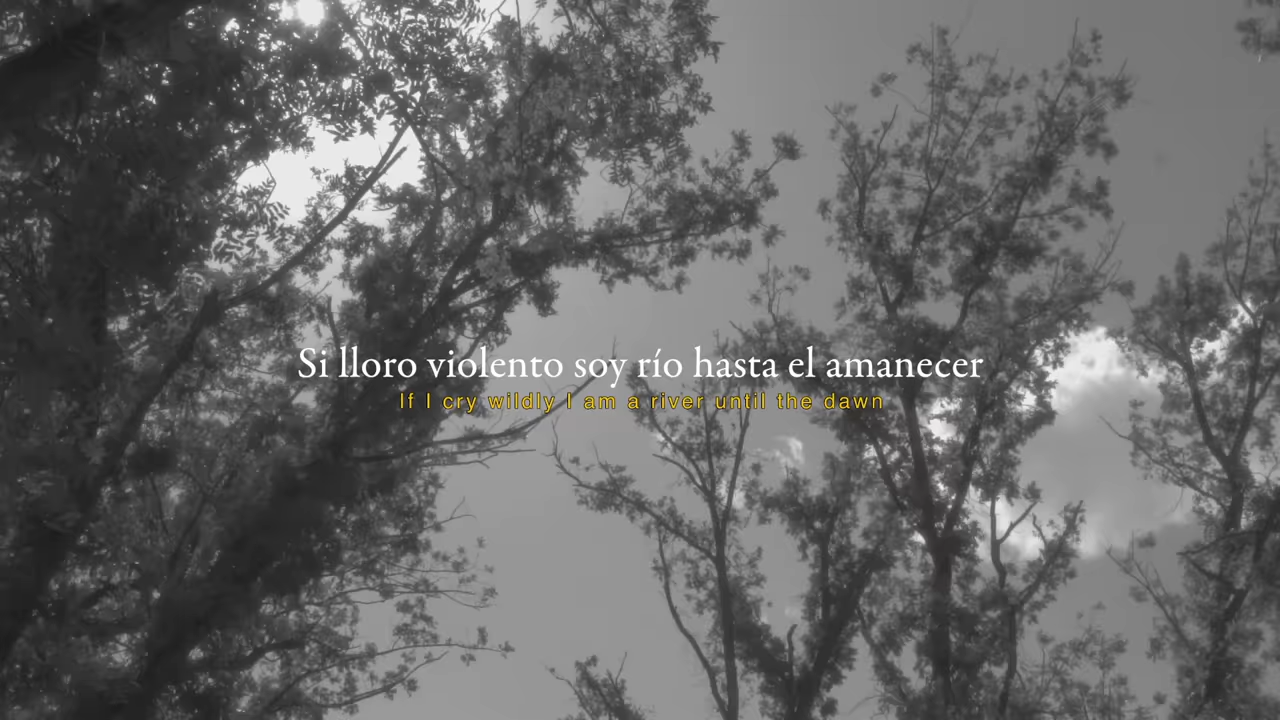 Si lloro violento soy río hasta el amanecer
If I cry wildly I am a river until the dawn